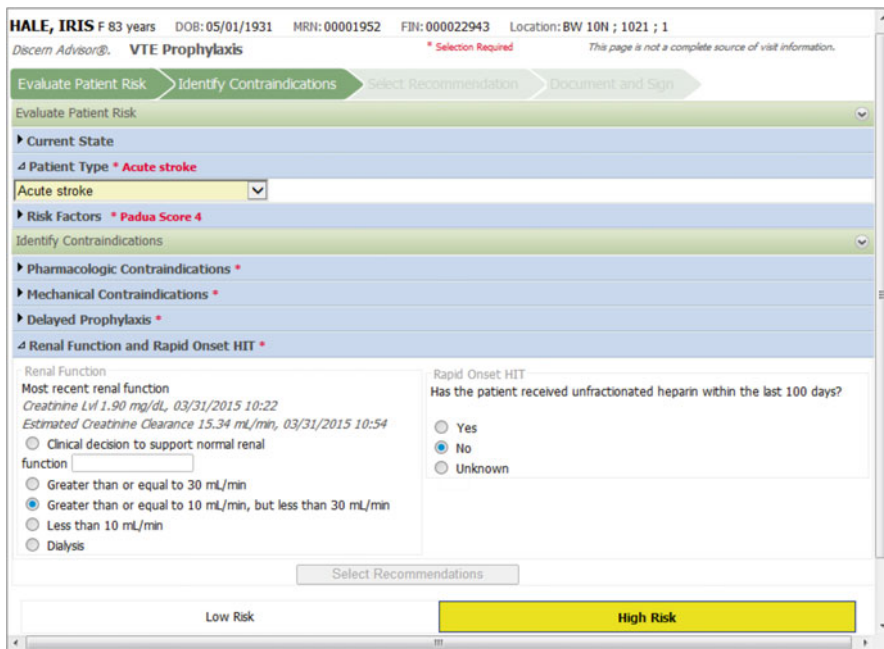 HALE, IRIS F 83 years DOB: 05/01/1931 MRN: 00001952 FIN: 000022943 Location: BW 10N ; 1021 ; 1
Discern Advisor®. VTE Prophylaxis * Selection Required This page is not a complete source of visit information.
Evaluate Patient Risk Identify Contraindications Select Recommendation Document and Sign
Evaluate Patient Risk
Current State
Patient Type * Acute stroke
Acute stroke
Risk Factors * Padua Score 4
Identify Contraindications
Pharmacologic Contraindications *
Mechanical Contraindications *
Delayed Prophylaxis *
Renal Function and Rapid Onset HIT *
Renal Function
Most recent renal function
Creatinine Lvl 1.90 mg/dL, 03/31/2015 10:22
Estimated Creatinine Clearance 15.34 mL/min, 03/31/2015 10:54
Clinical decision to support normal renal
function
Greater than or equal to 30 mL/min
Greater than or equal to 10 mL/min, but less than 30 mL/min
Less than 10 mL/min
Dialysis
Rapid Onset HIT
Has the patient received unfractionated heparin within the last 100 days?
Yes
No
Unknown
Select Recommendations
Low Risk High Risk